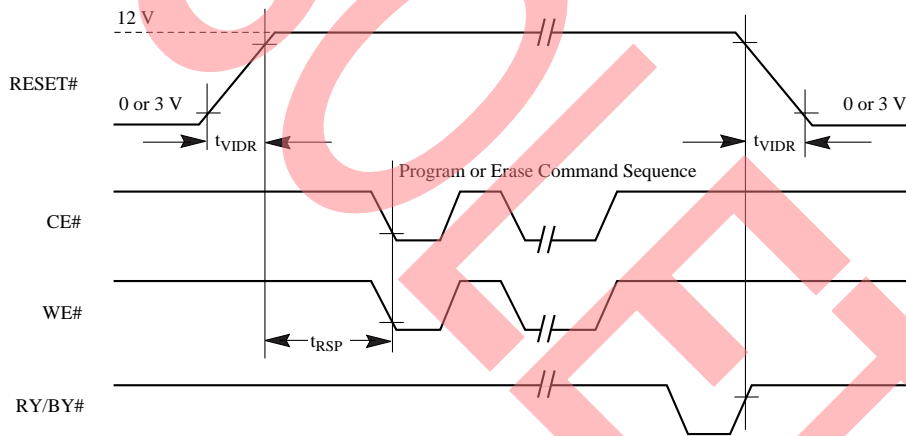 12 V
RESET#
0 or 3 V
0 or 3 V
tVIDR
tVIDR
Program or Erase Command Sequence
CE#
WE#
tRSP
RY/BY#